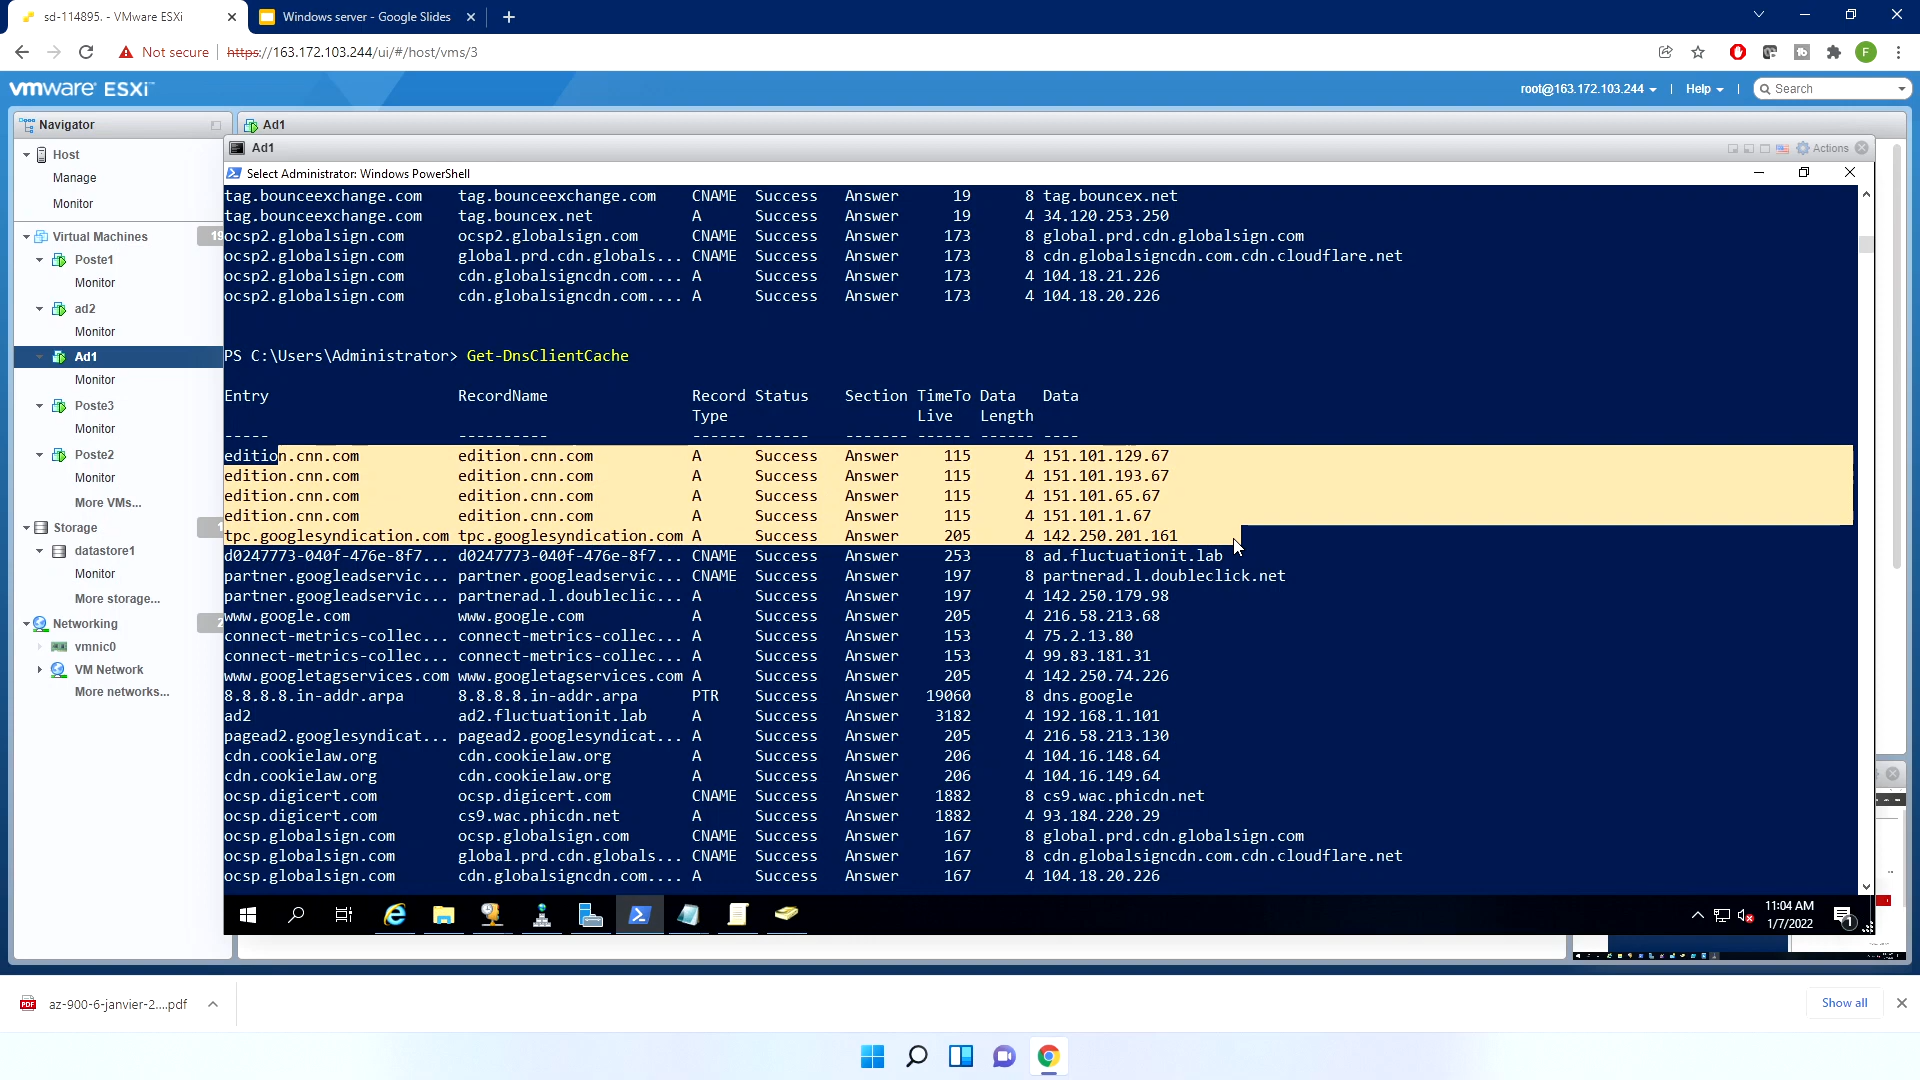 sd-114895. - VMware ESXi
Windows server - Google Slides
Not secure
https://163.172.103.244/ui/#/host/vms/3
F
vmware ESXi
root@163.172.103.244
Help
Search
Navigator
Ad1
Host
Manage
Monitor
Virtual Machines
19
Poste1
Monitor
ad2
Monitor
Ad1
Monitor
Poste3
Monitor
Poste2
Monitor
More VMs...
Storage
1
datastore1
Monitor
More storage...
Networking
2
vmnic0
VM Network
More networks...
Ad1
Actions
Select Administrator: Windows PowerShell
tag.bounceexchange.com tag.bounceexchange.com CNAME Success Answer 19 8 tag.bouncex.net
tag.bounceexchange.com tag.bouncex.net A Success Answer 19 4 34.120.253.250
ocsp2.globalsign.com ocsp2.globalsign.com CNAME Success Answer 173 8 global.prd.cdn.globalsign.com
ocsp2.globalsign.com global.prd.cdn.globals... CNAME Success Answer 173 8 cdn.globalsigncdn.com.cdn.cloudflare.net
ocsp2.globalsign.com cdn.globalsigncdn.com.... A Success Answer 173 4 104.18.21.226
ocsp2.globalsign.com cdn.globalsigncdn.com.... A Success Answer 173 4 104.18.20.226
PS C:\Users\Administrator> Get-DnsClientCache
Entry RecordName Record Status Section TimeTo Data Data
Type Live Length
----- ---------- ------ ------ ------- ------ ------ ----
edition.cnn.com edition.cnn.com A Success Answer 115 4 151.101.129.67
edition.cnn.com edition.cnn.com A Success Answer 115 4 151.101.193.67
edition.cnn.com edition.cnn.com A Success Answer 115 4 151.101.65.67
edition.cnn.com edition.cnn.com A Success Answer 115 4 151.101.1.67
tpc.googlesyndication.com tpc.googlesyndication.com A Success Answer 205 4 142.250.201.161
d0247773-040f-476e-8f7... d0247773-040f-476e-8f7... CNAME Success Answer 253 8 ad.fluctuationit.lab
partner.googleadservic... partner.googleadservic... CNAME Success Answer 197 8 partnerad.l.doubleclick.net
partner.googleadservic... partnerad.l.doubleclic... A Success Answer 197 4 142.250.179.98
www.google.com www.google.com A Success Answer 205 4 216.58.213.68
connect-metrics-collec... connect-metrics-collec... A Success Answer 153 4 75.2.13.80
connect-metrics-collec... connect-metrics-collec... A Success Answer 153 4 99.83.181.31
www.googletagservices.com www.googletagservices.com A Success Answer 205 4 142.250.74.226
8.8.8.8.in-addr.arpa 8.8.8.8.in-addr.arpa PTR Success Answer 19060 8 dns.google
ad2 ad2.fluctuationit.lab A Success Answer 3182 4 192.168.1.101
pagead2.googlesyndicat... pagead2.googlesyndicat... A Success Answer 205 4 216.58.213.130
cdn.cookielaw.org cdn.cookielaw.org A Success Answer 206 4 104.16.148.64
cdn.cookielaw.org cdn.cookielaw.org A Success Answer 206 4 104.16.149.64
ocsp.digicert.com ocsp.digicert.com CNAME Success Answer 1882 8 cs9.wac.phicdn.net
ocsp.digicert.com cs9.wac.phicdn.net A Success Answer 1882 4 93.184.220.29
ocsp.globalsign.com ocsp.globalsign.com CNAME Success Answer 167 8 global.prd.cdn.globalsign.com
ocsp.globalsign.com global.prd.cdn.globals... CNAME Success Answer 167 8 cdn.globalsigncdn.com.cdn.cloudflare.net
ocsp.globalsign.com cdn.globalsigncdn.com.... A Success Answer 167 4 104.18.20.226
11:04 AM
1/7/2022
1
PDF
az-900-6-janvier-2....pdf
Show all